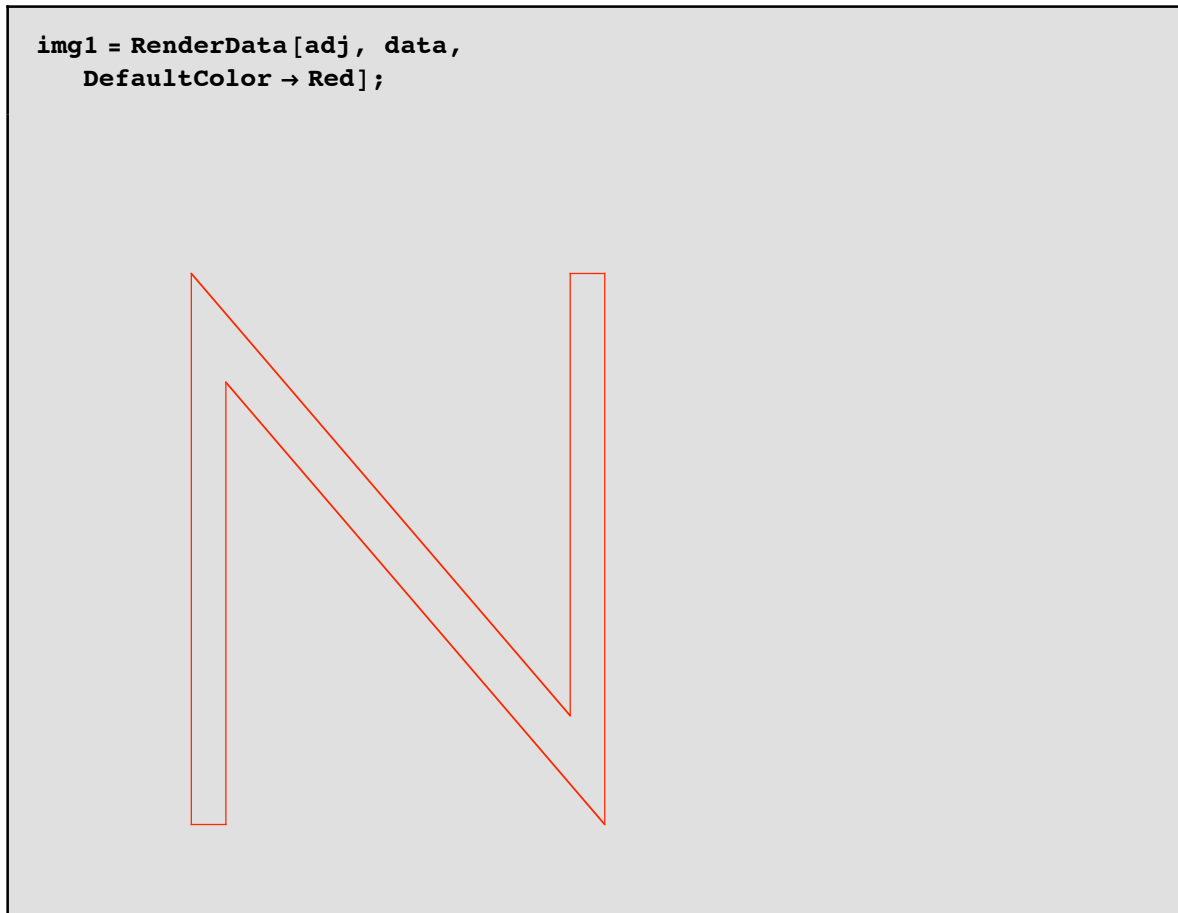 img1 = RenderData[adj, data,
DefaultColor → Red];